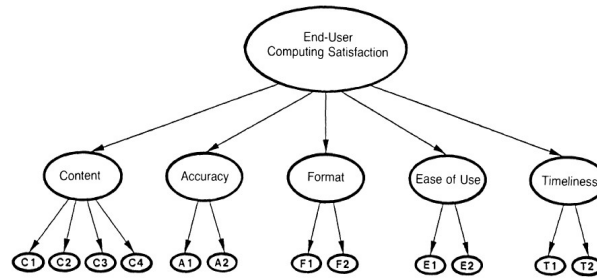 End-User
Computing Satisfaction
Content
Accuracy
Format
Ease of Use
Timeliness
C1
C2
C3
C4
A1
A2
F1
F2
E1
E2
T1
T2